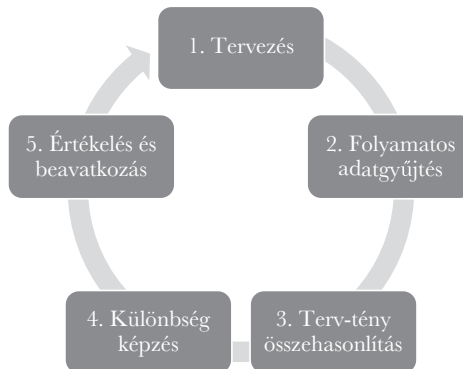 1. Tervezés
2. Folyamatos
adatgyűjtés
3. Terv-tény
összehasonlítás
4. Különbség
képzés
5. Értékelés és
beavatkozás